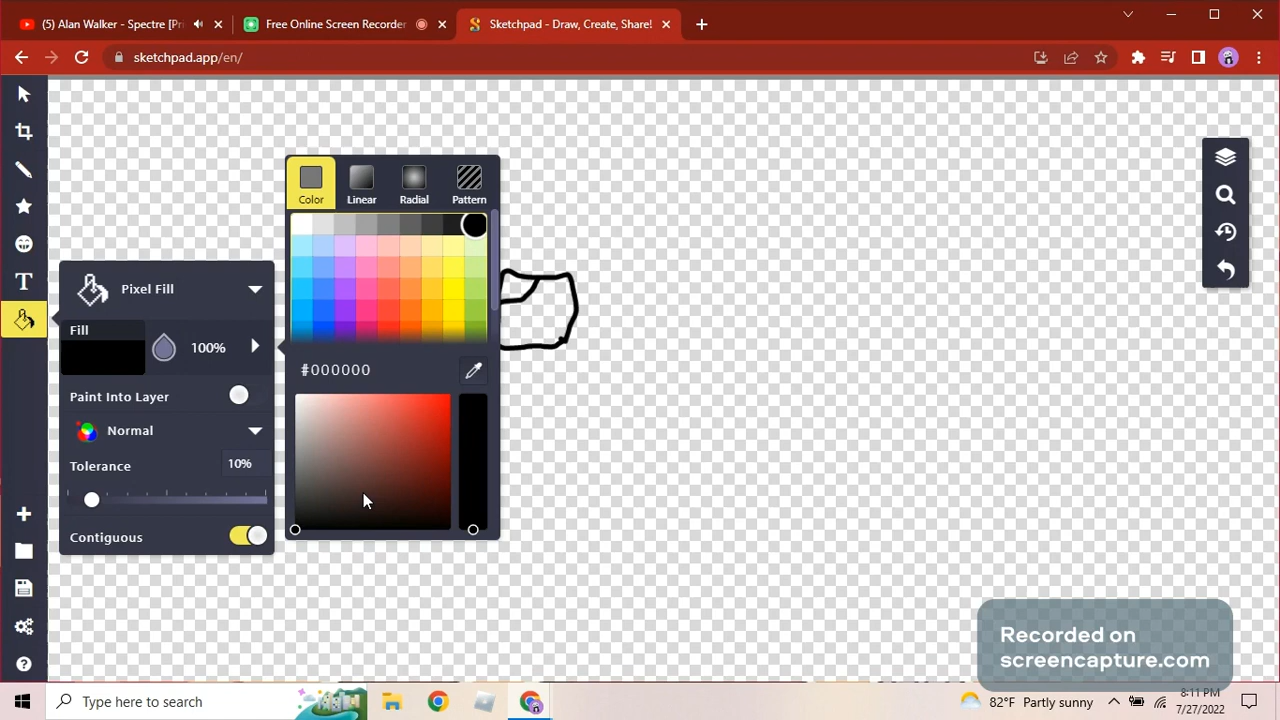 (5) Alan Walker - Spectre [Pr
Free Online Screen Recorder
Sketchpad - Draw, Create, Share!
sketchpad.app/en/
Color
Linear
Radial
Pattern
Pixel Fill
Fill
100%
#000000
Paint Into Layer
Normal
Tolerance
10%
Contiguous
T
?
Recorded on
screencapture.com
Type here to search
82°F Partly sunny
8:11 PM
7/27/2022